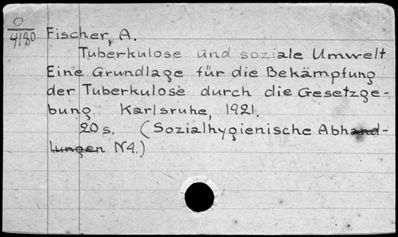 O
4180 Fischer, A.
Tuberkulose und soziale Umwelt
Eine Grundlage für die Bekämpfung
der Tuberkulose durch die Gesetzge-
bung. Karlsruhe, 1921.
20 s. (Sozialhygienische Abhand-
lungen N4.)